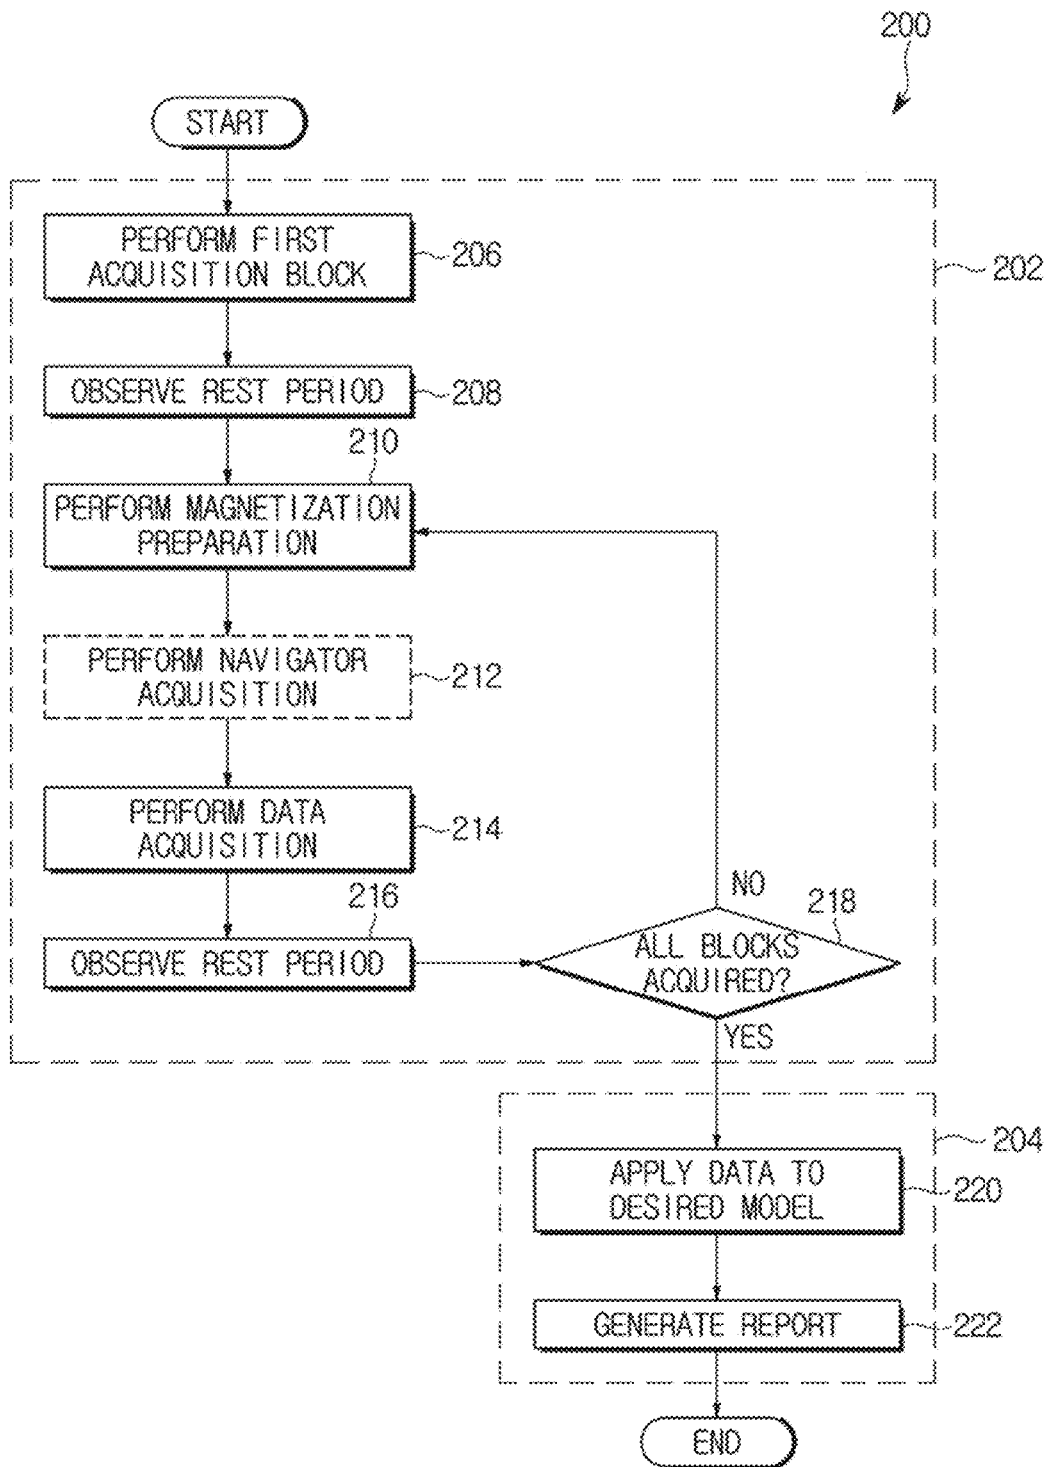 200
START
PERFORM FIRST
ACQUISITION BLOCK
206
202
OBSERVE REST PERIOD
208
210
PERFORM MAGNETIZATION
PREPARATION
PERFORM NAVIGATOR
ACQUISITION
212
PERFORM DATA
ACQUISITION
214
216
OBSERVE REST PERIOD
NO
218
ALL BLOCKS
ACQUIRED?
YES
204
APPLY DATA TO
DESIRED MODEL
220
GENERATE REPORT
222
END